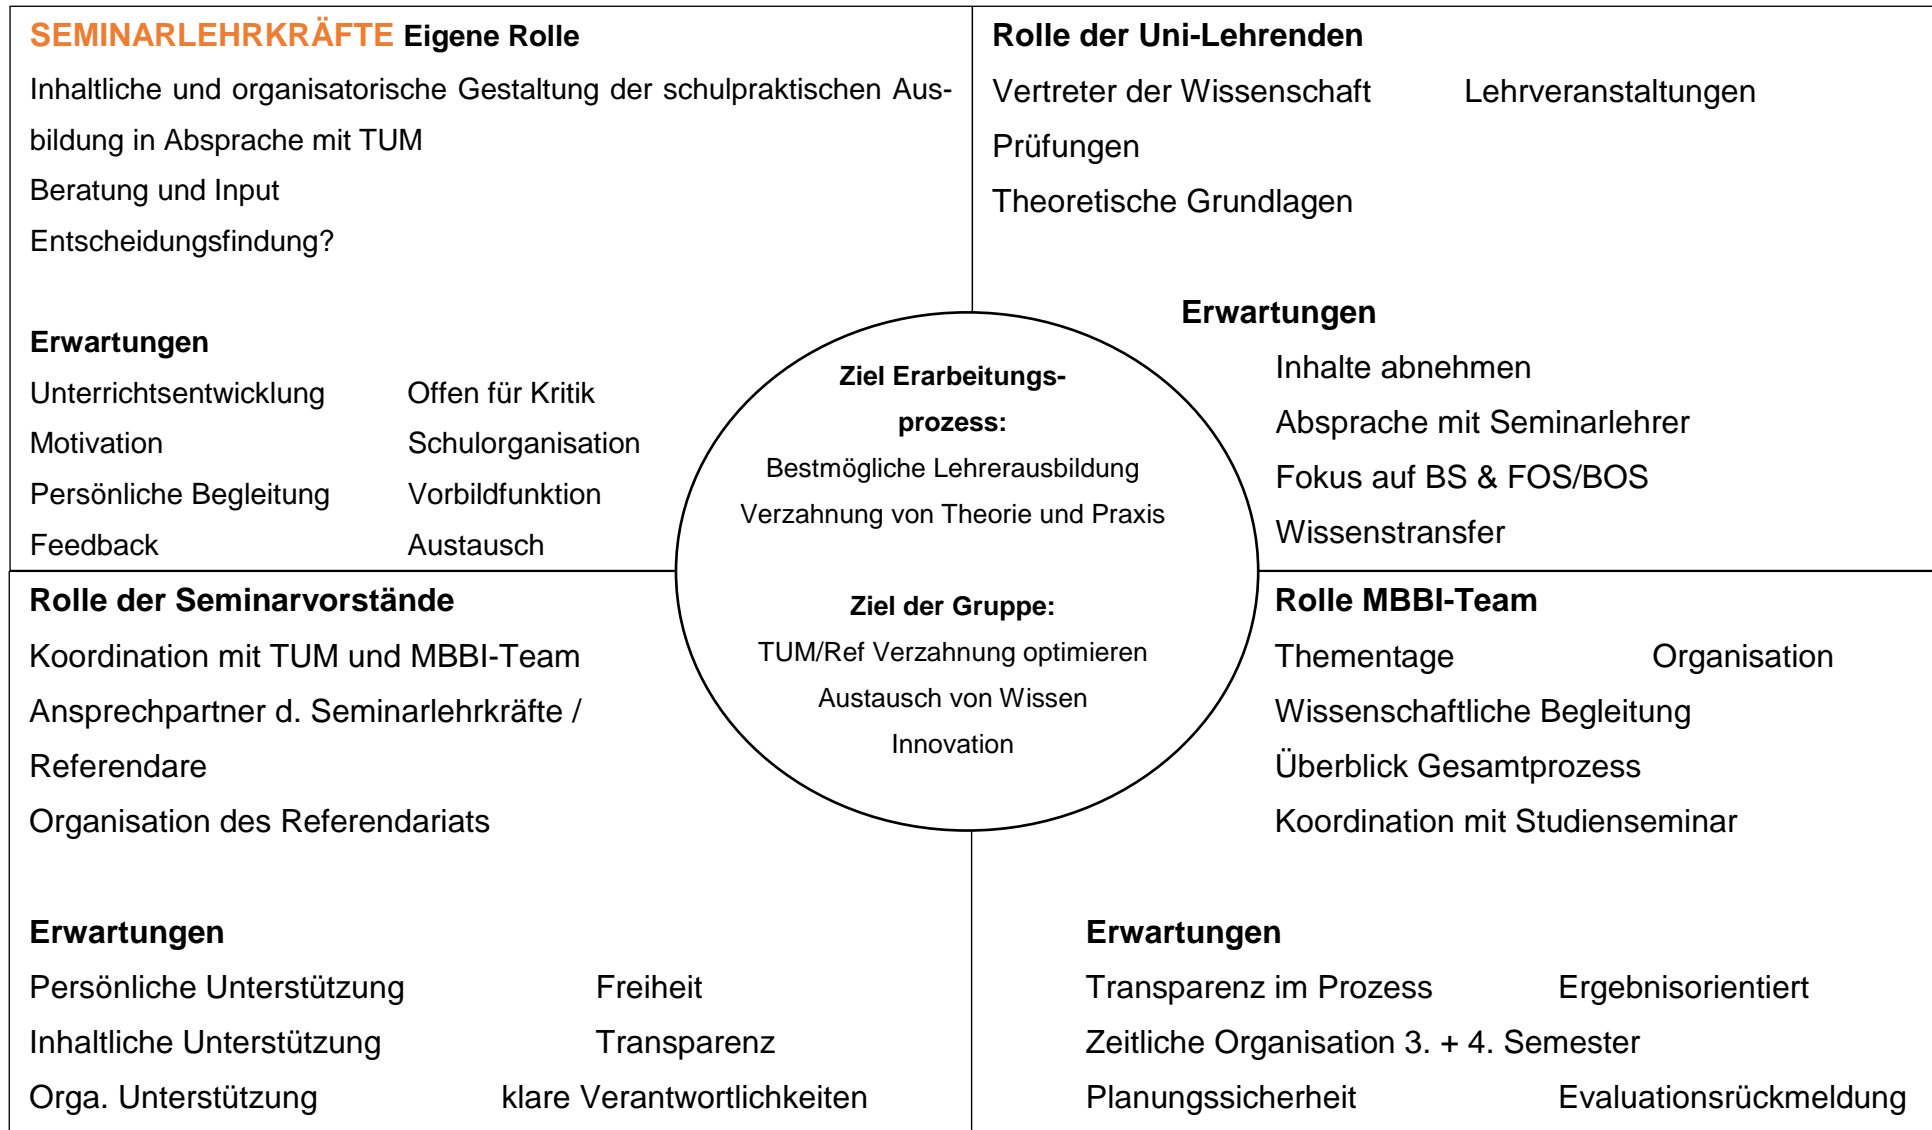 SEMINARLEHRKRÄFTE Eigene Rolle
Inhaltliche und organisatorische Gestaltung der schulpraktischen Aus-
bildung in Absprache mit TUM
Beratung und Input
Entscheidungsfindung?
Erwartungen
Unterrichtsentwicklung Offen für Kritik
Motivation Schulorganisation
Persönliche Begleitung Vorbildfunktion
Feedback Austausch
Rolle der Uni-Lehrenden
Vertreter der Wissenschaft Lehrveranstaltungen
Prüfungen
Theoretische Grundlagen
Erwartungen
Inhalte abnehmen
Absprache mit Seminarlehrer
Fokus auf BS & FOS/BOS
Wissenstransfer
Ziel Erarbeitungs-
prozess:
Bestmögliche Lehrerausbildung
Verzahnung von Theorie und Praxis
Ziel der Gruppe:
TUM/Ref Verzahnung optimieren
Austausch von Wissen
Innovation
Rolle der Seminarvorstände
Koordination mit TUM und MBBI-Team
Ansprechpartner d. Seminarlehrkräfte /
Referendare
Organisation des Referendariats
Erwartungen
Persönliche Unterstützung Freiheit
Inhaltliche Unterstützung Transparenz
Orga. Unterstützung klare Verantwortlichkeiten
Rolle MBBI-Team
Thementage Organisation
Wissenschaftliche Begleitung
Überblick Gesamtprozess
Koordination mit Studienseminar
Erwartungen
Transparenz im Prozess Ergebnisorientiert
Zeitliche Organisation 3. + 4. Semester
Planungssicherheit Evaluationsrückmeldung